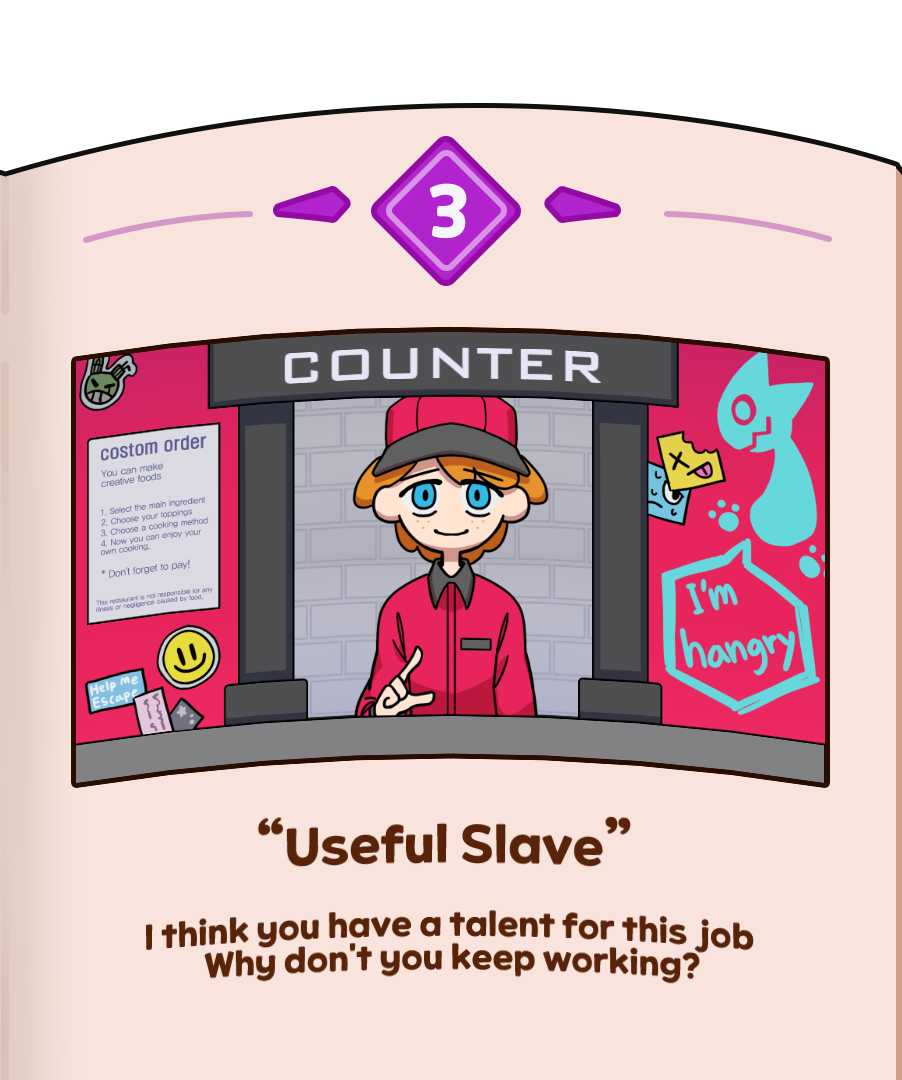 3
COUNTER
costom order
You can make
creative foods
1. Select the main ingredient
2. Choose your toppings
3. Choose a cooking method
4. Now you can enjoy your
own cooking.
* Don't forget to pay!
This restaurant is not responsible for any
illness or negligence caused by food.
Help me
Escape
I'm
hangry
“Useful Slave”
I think you have a talent for this job
Why don't you keep working?